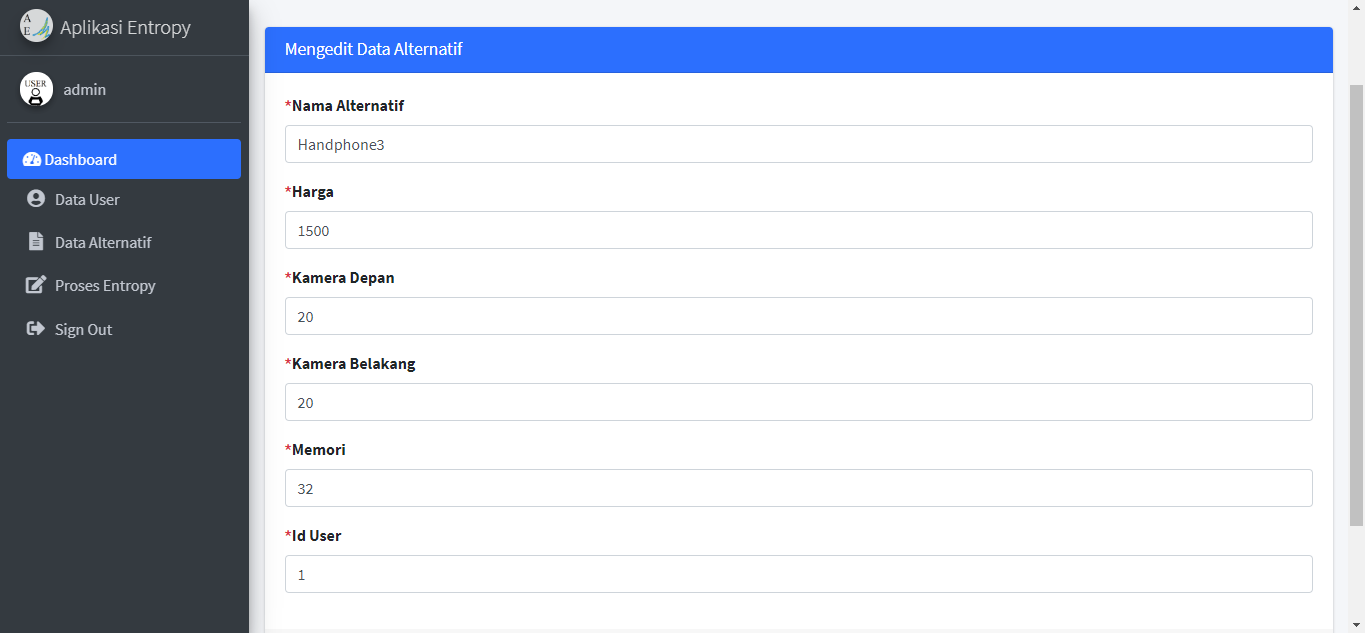 A
E
Aplikasi Entropy
USER
admin
Dashboard
Data User
Data Alternatif
Proses Entropy
Sign Out
Mengedit Data Alternatif
*Nama Alternatif
Handphone3
*Harga
1500
*Kamera Depan
20
*Kamera Belakang
20
*Memori
32
*Id User
1